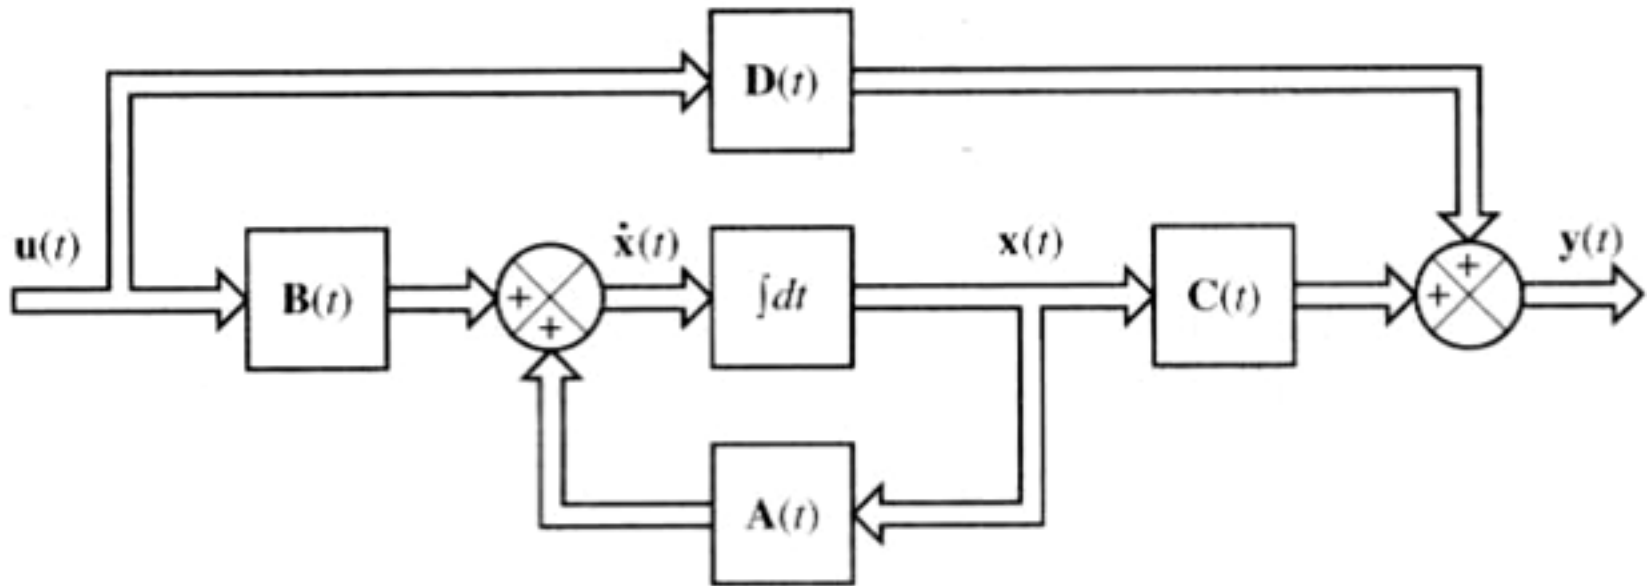 D(t)
u(t)
B(t)
+
+
ẋ(t)
∫dt
x(t)
C(t)
+
+
y(t)
A(t)